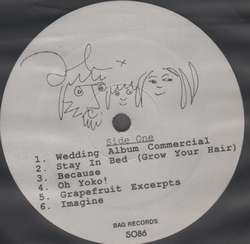 Side One
1. Wedding Album Commercial
2. Stay In Bed (Grow Your Hair)
3. Because
4. Oh Yoko!
5. Grapefruit Excerpts
6. Imagine
BAG RECORDS
5086